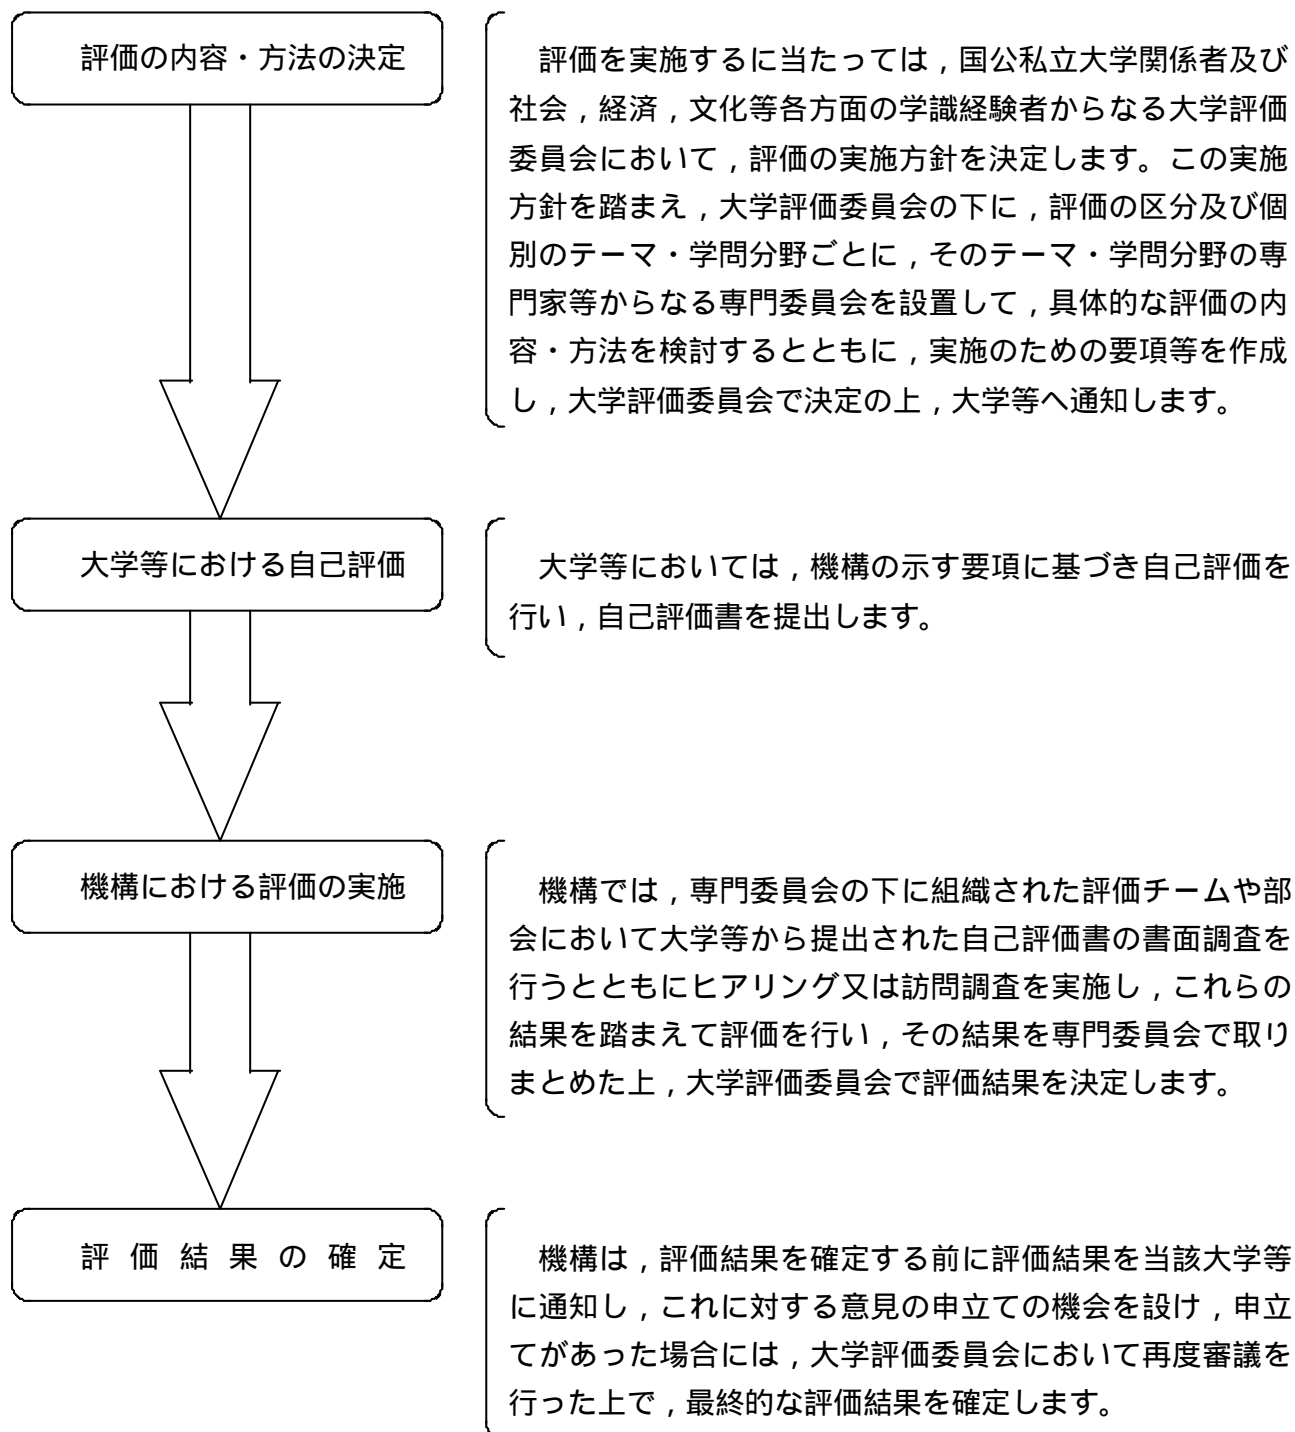 評価の内容・方法の決定
評価を実施するに当たっては，国公私立大学関係者及び
社会，経済，文化等各方面の学識経験者からなる大学評価
委員会において，評価の実施方針を決定します。この実施
方針を踏まえ，大学評価委員会の下に，評価の区分及び個
別のテーマ・学問分野ごとに，そのテーマ・学問分野の専
門家等からなる専門委員会を設置して，具体的な評価の内
容・方法を検討するとともに，実施のための要項等を作成
し，大学評価委員会で決定の上，大学等へ通知します。
大学等における自己評価
大学等においては，機構の示す要項に基づき自己評価を
行い，自己評価書を提出します。
機構における評価の実施
機構では，専門委員会の下に組織された評価チームや部
会において大学等から提出された自己評価書の書面調査を
行うとともにヒアリング又は訪問調査を実施し，これらの
結果を踏まえて評価を行い，その結果を専門委員会で取り
まとめた上，大学評価委員会で評価結果を決定します。
評価結果の確定
機構は，評価結果を確定する前に評価結果を当該大学等
に通知し，これに対する意見の申立ての機会を設け，申立
てがあった場合には，大学評価委員会において再度審議を
行った上で，最終的な評価結果を確定します。